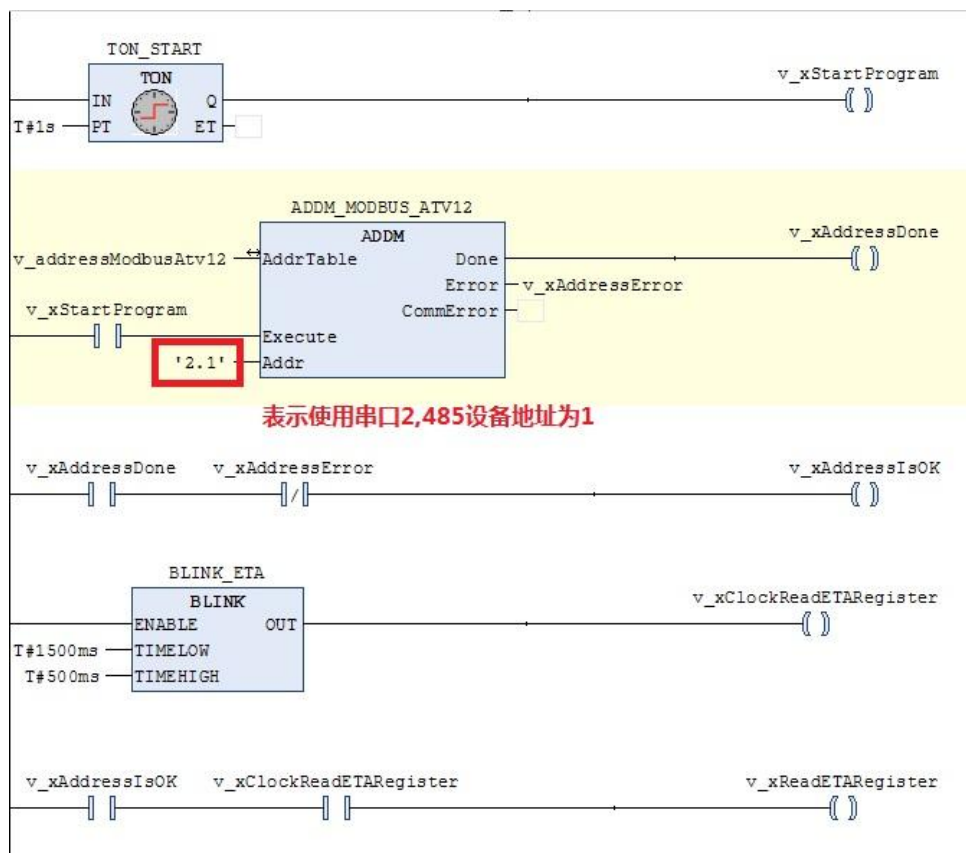 TON_START
TON
v_xStartProgram
IN Q
T#1s PT ET
ADDM_MODBUS_ATV12
ADDM
v_xAddressDone
v_addressModbusAtv12 AddrTable Done
Error v_xAddressError
v_xStartProgram CommError
Execute
'2.1' Addr
表示使用串口2,485设备地址为1
v_xAddressDone v_xAddressError v_xAddressIsOK
BLINK_ETA
BLINK
v_xClockReadETARegister
ENABLE OUT
T#1500ms TIMELOW
T#500ms TIMEHIGH
v_xAddressIsOK v_xClockReadETARegister v_xReadETARegister